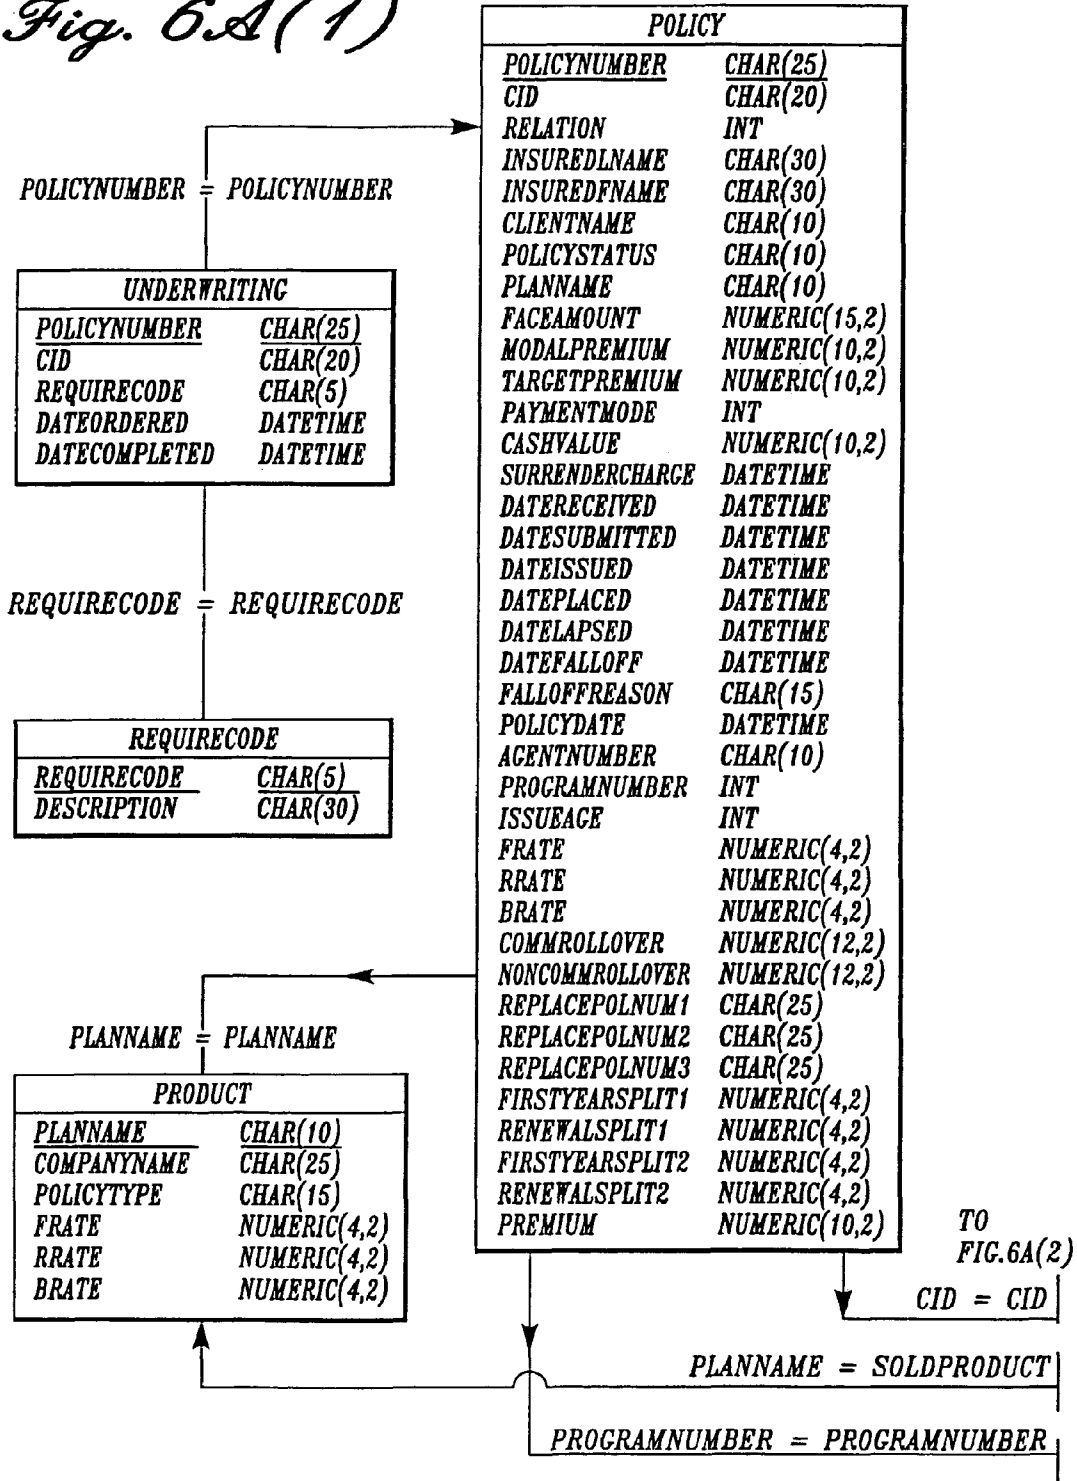 Fig. 6A(1)
POLICY
POLICYNUMBER CHAR(25)
CID CHAR(20)
RELATION INT
INSUREDLNAME CHAR(30)
INSUREDFNAME CHAR(30)
CLIENTNAME CHAR(10)
POLICYSTATUS CHAR(10)
PLANNAME CHAR(10)
FACEAMOUNT NUMERIC(15,2)
MODALPREMIUM NUMERIC(10,2)
TARGETPREMIUM NUMERIC(10,2)
PAYMENTMODE INT
CASHVALUE NUMERIC(10,2)
SURRENDERCHARGE DATETIME
DATERECEIVED DATETIME
DATESUBMITTED DATETIME
DATEISSUED DATETIME
DATEPLACED DATETIME
DATELAPSED DATETIME
DATEFALLOFF DATETIME
FALLOFFREASON CHAR(15)
POLICYDATE DATETIME
AGENTNUMBER CHAR(10)
PROGRAMNUMBER INT
ISSUEAGE INT
FRATE NUMERIC(4,2)
RRATE NUMERIC(4,2)
BRATE NUMERIC(4,2)
COMMROLLOVER NUMERIC(12,2)
NONCOMMROLLOVER NUMERIC(12,2)
REPLACEPOLNUM1 CHAR(25)
REPLACEPOLNUM2 CHAR(25)
REPLACEPOLNUM3 CHAR(25)
FIRSTYEARSPLIT1 NUMERIC(4,2)
RENEWALSPLIT1 NUMERIC(4,2)
FIRSTYEARSPLIT2 NUMERIC(4,2)
RENEWALSPLIT2 NUMERIC(4,2)
PREMIUM NUMERIC(10,2)
POLICYNUMBER = POLICYNUMBER
UNDERWRITING
POLICYNUMBER CHAR(25)
CID CHAR(20)
REQUIRECODE CHAR(5)
DATEORDERED DATETIME
DATECOMPLETED DATETIME
REQUIRECODE = REQUIRECODE
REQUIRECODE
REQUIRECODE CHAR(5)
DESCRIPTION CHAR(30)
PLANNAME = PLANNAME
PRODUCT
PLANNAME CHAR(10)
COMPANYNAME CHAR(25)
POLICYTYPE CHAR(15)
FRATE NUMERIC(4,2)
RRATE NUMERIC(4,2)
BRATE NUMERIC(4,2)
TO
FIG.6A(2)
CID = CID
PLANNAME = SOLDPRODUCT
PROGRAMNUMBER = PROGRAMNUMBER